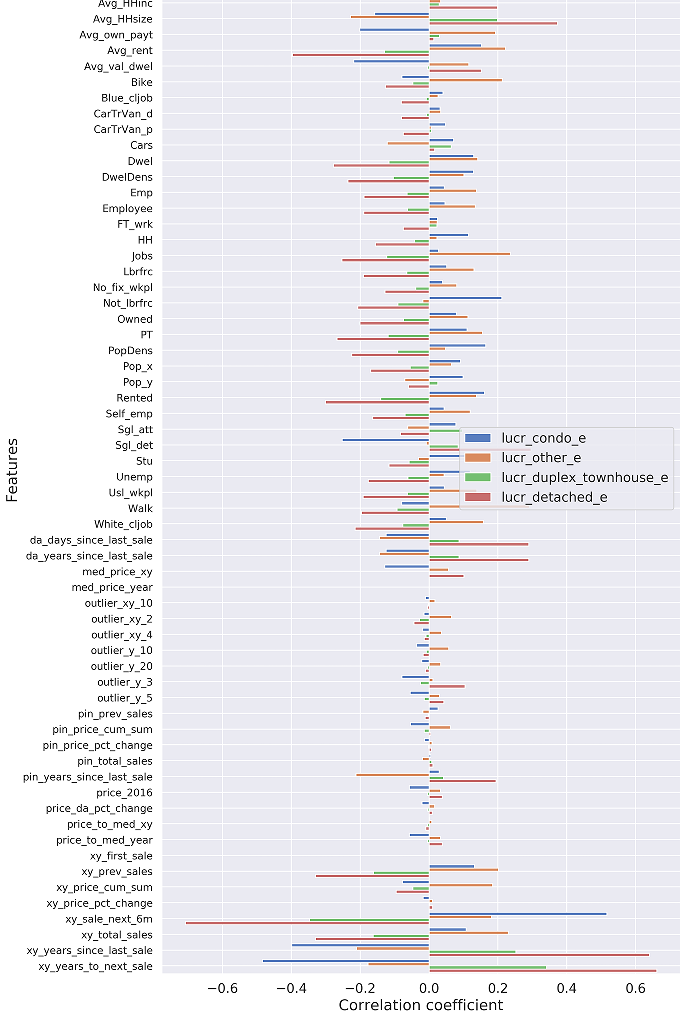 Avg_HHinc
Avg_HHsize
Avg_own_payt
Avg_rent
Avg_val_dwel
Bike
Blue_cljob
CarTrVan_d
CarTrVan_p
Cars
Dwel
DwelDens
Emp
Employee
FT_wrk
HH
Jobs
Lbrfrc
No_fix_wkpl
Not_lbrfrc
Owned
PT
PopDens
Pop_x
Pop_y
Rented
Self_emp
Sgl_att
Sgl_det
Stu
Unemp
Usl_wkpl
Walk
White_cljob
da_days_since_last_sale
da_years_since_last_sale
med_price_xy
med_price_year
outlier_xy_10
outlier_xy_2
outlier_xy_4
outlier_y_10
outlier_y_20
outlier_y_3
outlier_y_5
pin_prev_sales
pin_price_cum_sum
pin_price_pct_change
pin_total_sales
pin_years_since_last_sale
price_2016
price_da_pct_change
price_to_med_xy
price_to_med_year
xy_first_sale
xy_prev_sales
xy_price_cum_sum
xy_price_pct_change
xy_sale_next_6m
xy_total_sales
xy_years_since_last_sale
xy_years_to_next_sale
Features
lucr_condo_e
lucr_other_e
lucr_duplex_townhouse_e
lucr_detached_e
−0.6 −0.4 −0.2 0.0 0.2 0.4 0.6
Correlation coefficient